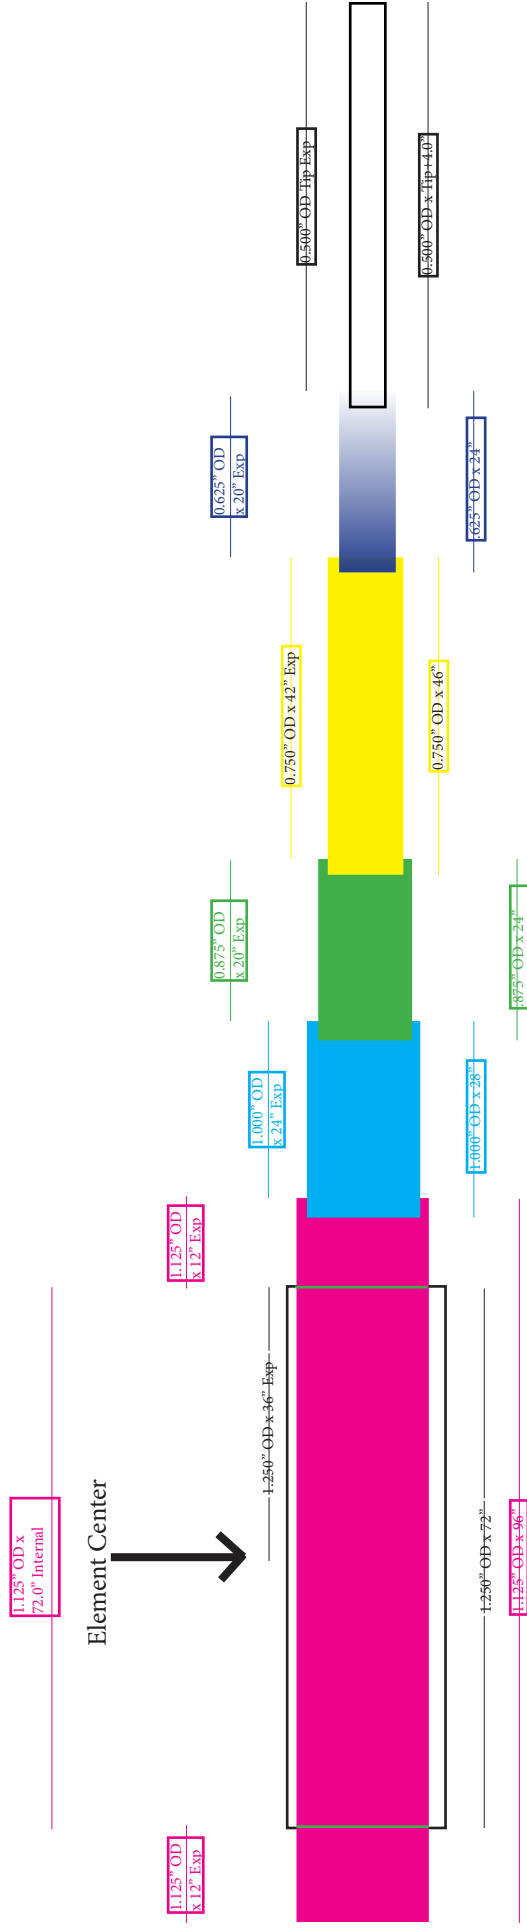 1.125” OD
x 12” Exp
1.125” OD x
72.0” Internal
Element Center
1.250” OD x 36” Exp
1.125” OD
x 12” Exp
1.000” OD
x 24” Exp
0.875” OD
x 20” Exp
0.750” OD x 42” Exp
0.625” OD
x 20” Exp
0.500” OD Tip Exp
1.250” OD x 72”
1.125” OD x 96”
1.000” OD x 28”
.875” OD x 24”
0.750” OD x 46”
.625” OD x 24”
0.500” OD x Tip+4.0”